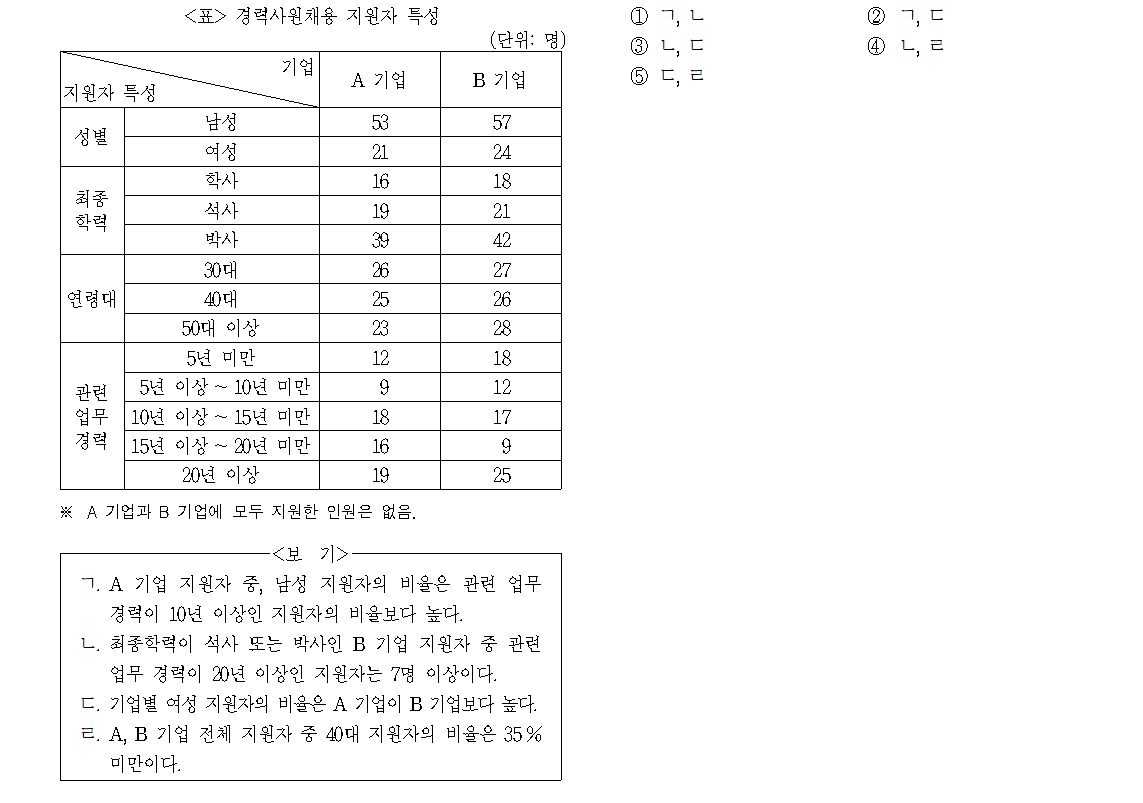 <표> 경력사원채용 지원자 특성
(단위: 명)
기업
지원자 특성
A 기업 B 기업
성별 남성 53 57
여성 21 24
최종 학력 학사 16 18
석사 19 21
박사 39 42
연령대 30대 26 27
40대 25 26
50대 이상 23 28
관련 업무 경력 5년 미만 12 18
5년 이상 ~ 10년 미만 9 12
10년 이상 ~ 15년 미만 18 17
15년 이상 ~ 20년 미만 16 9
20년 이상 19 25
※ A 기업과 B 기업에 모두 지원한 인원은 없음.
<보 기>
ㄱ. A 기업 지원자 중, 남성 지원자의 비율은 관련 업무
경력이 10년 이상인 지원자의 비율보다 높다.
ㄴ. 최종학력이 석사 또는 박사인 B 기업 지원자 중 관련
업무 경력이 20년 이상인 지원자는 7명 이상이다.
ㄷ. 기업별 여성 지원자의 비율은 A 기업이 B 기업보다 높다.
ㄹ. A, B 기업 전체 지원자 중 40대 지원자의 비율은 35%
미만이다.
① ㄱ, ㄴ ② ㄱ, ㄷ
③ ㄴ, ㄷ ④ ㄴ, ㄹ
⑤ ㄷ, ㄹ